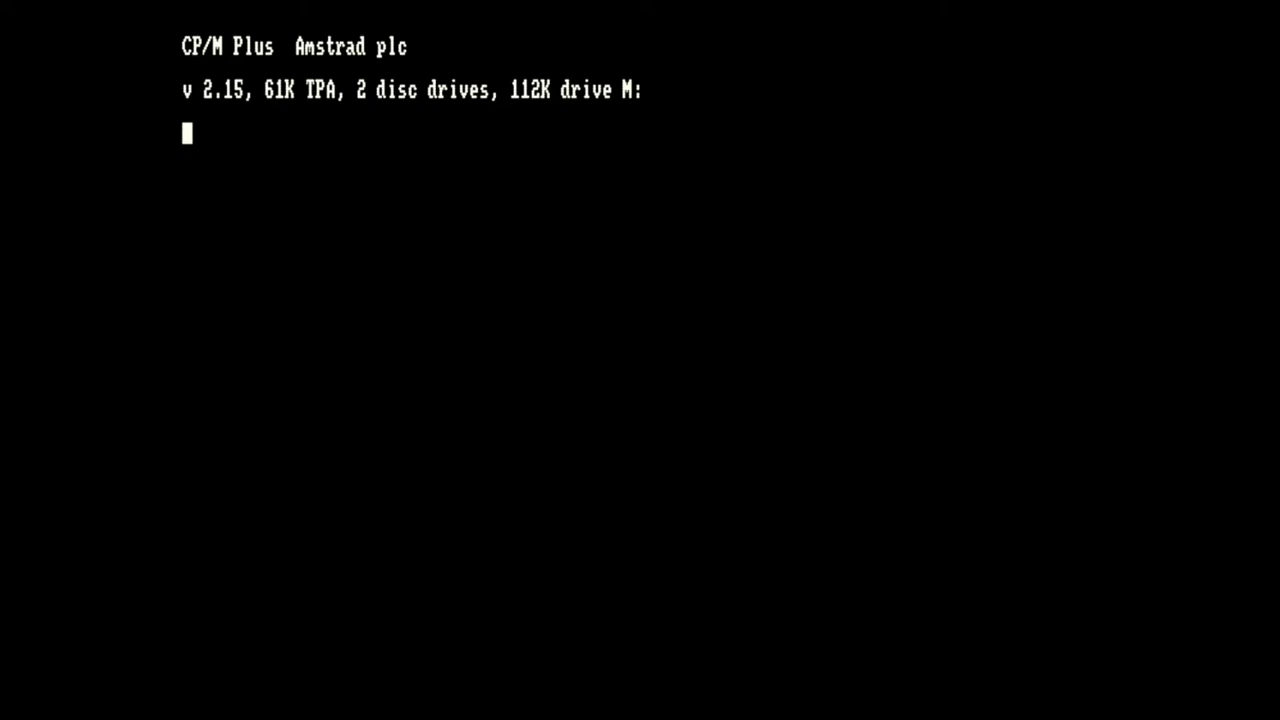 CP/M Plus  Amstrad plc
v 2.15, 61K TPA, 2 disc drives, 112K drive M: